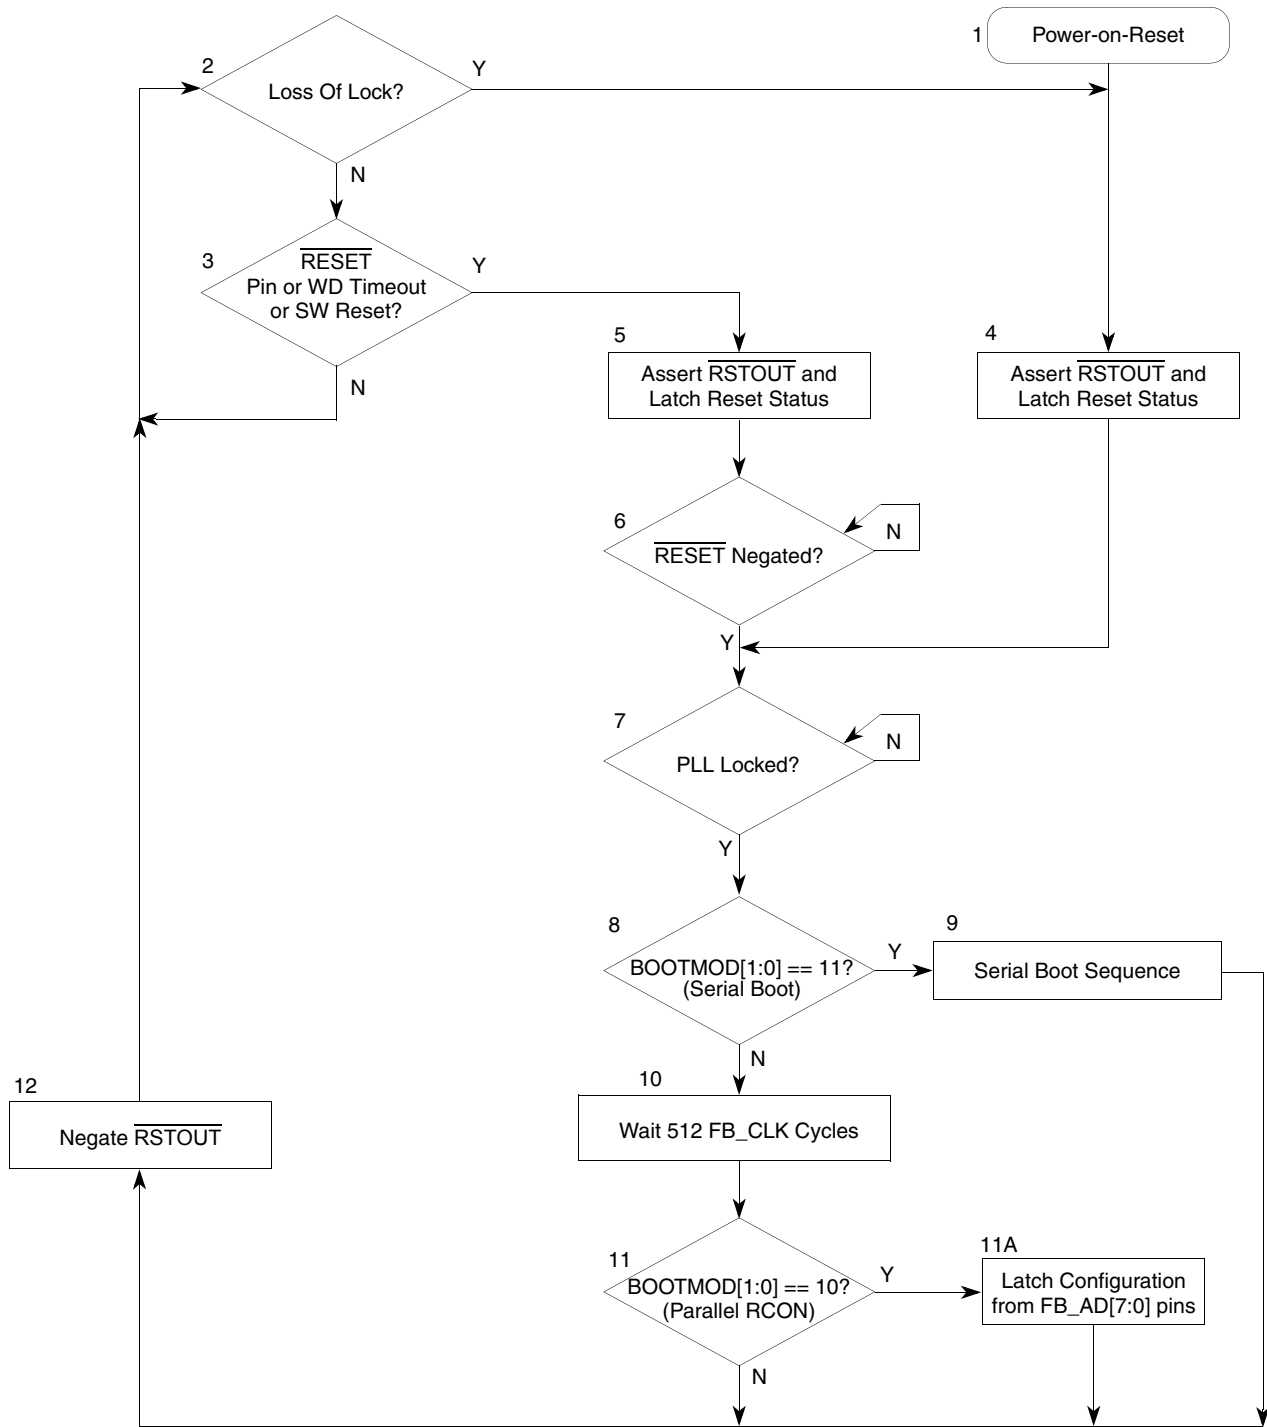 1
Power-on-Reset
2
Loss Of Lock?
Y
N
3
RESET
Pin or WD Timeout
or SW Reset?
Y
N
5
Assert RSTOUT and
Latch Reset Status
4
Assert RSTOUT and
Latch Reset Status
6
RESET Negated?
N
Y
7
PLL Locked?
N
Y
8
BOOTMOD[1:0] == 11?
(Serial Boot)
Y
9
Serial Boot Sequence
N
10
Wait 512 FB_CLK Cycles
12
Negate RSTOUT
11
BOOTMOD[1:0] == 10?
(Parallel RCON)
Y
11A
Latch Configuration
from FB_AD[7:0] pins
N